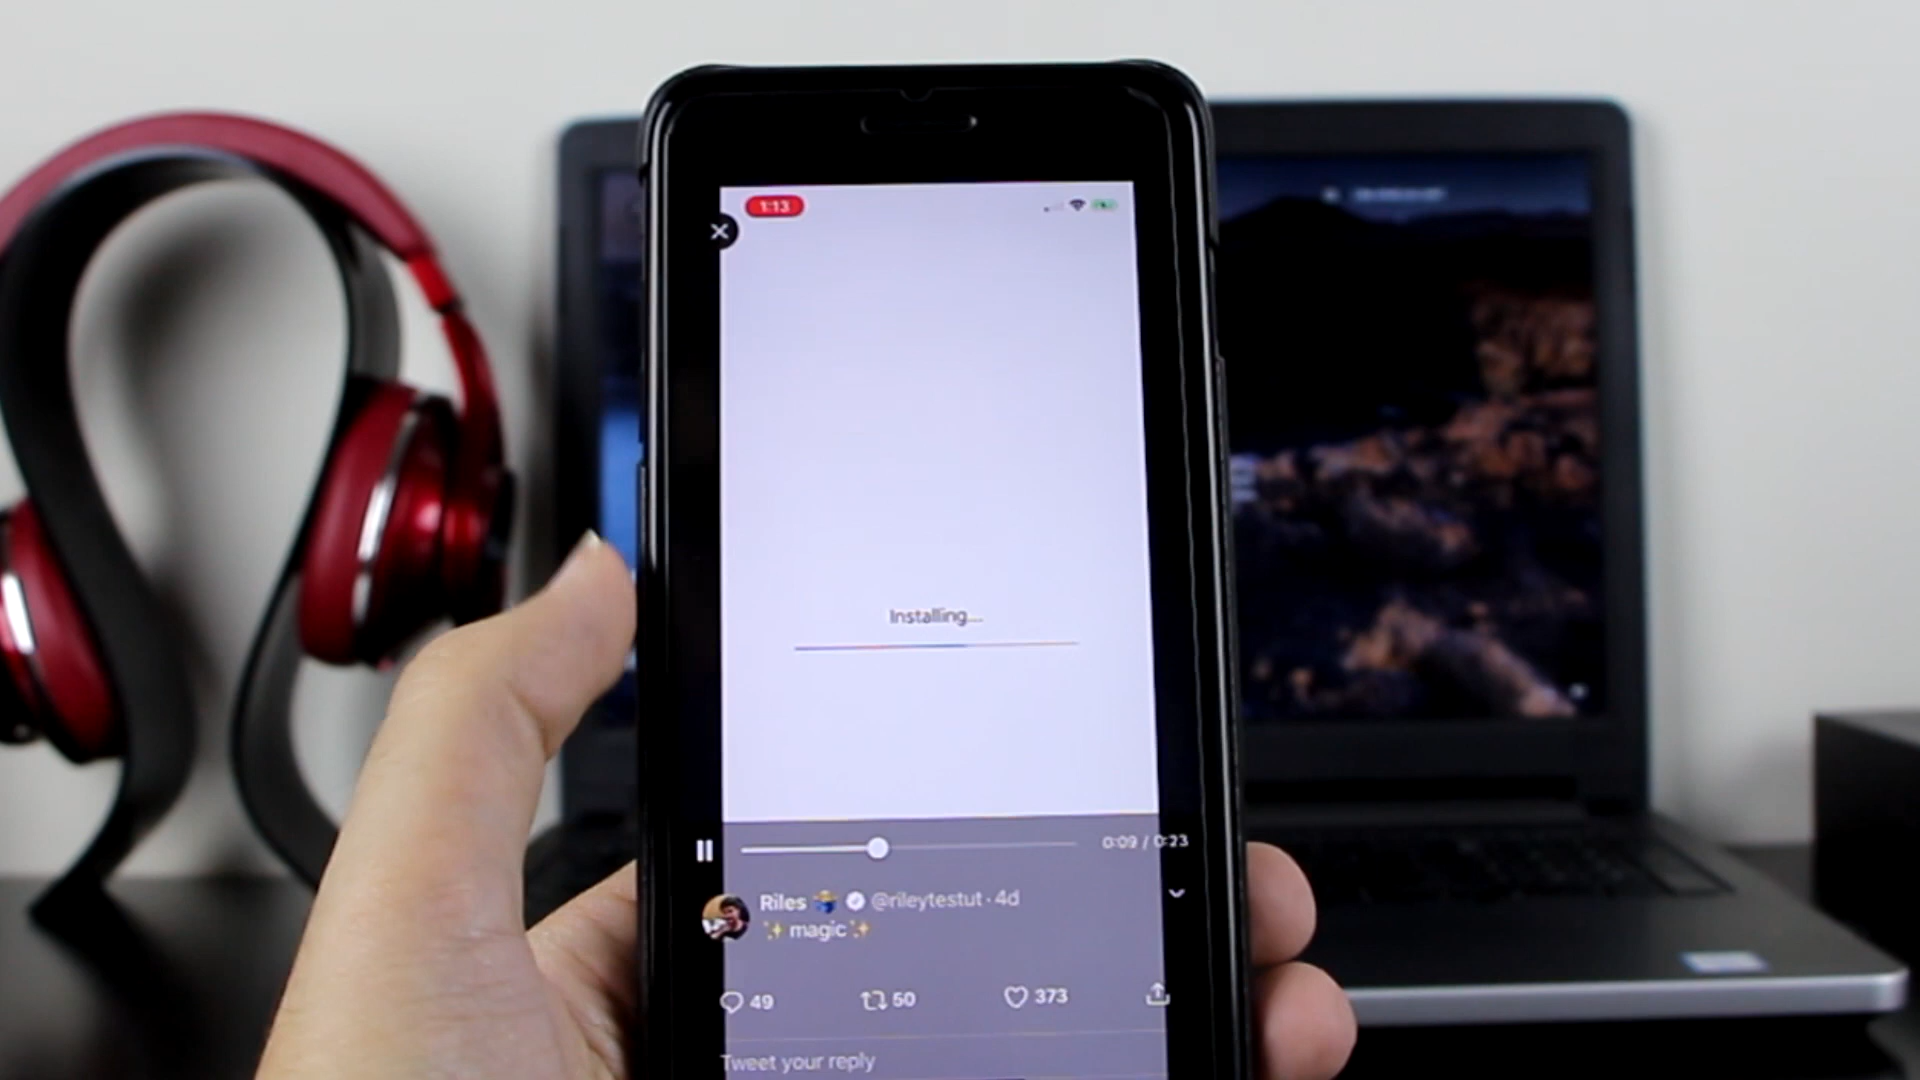 1:13
Installing...
0:09 / 0:23
Riles @rileytestut · 4d
✨ magic ✨
49 50 373
Tweet your reply